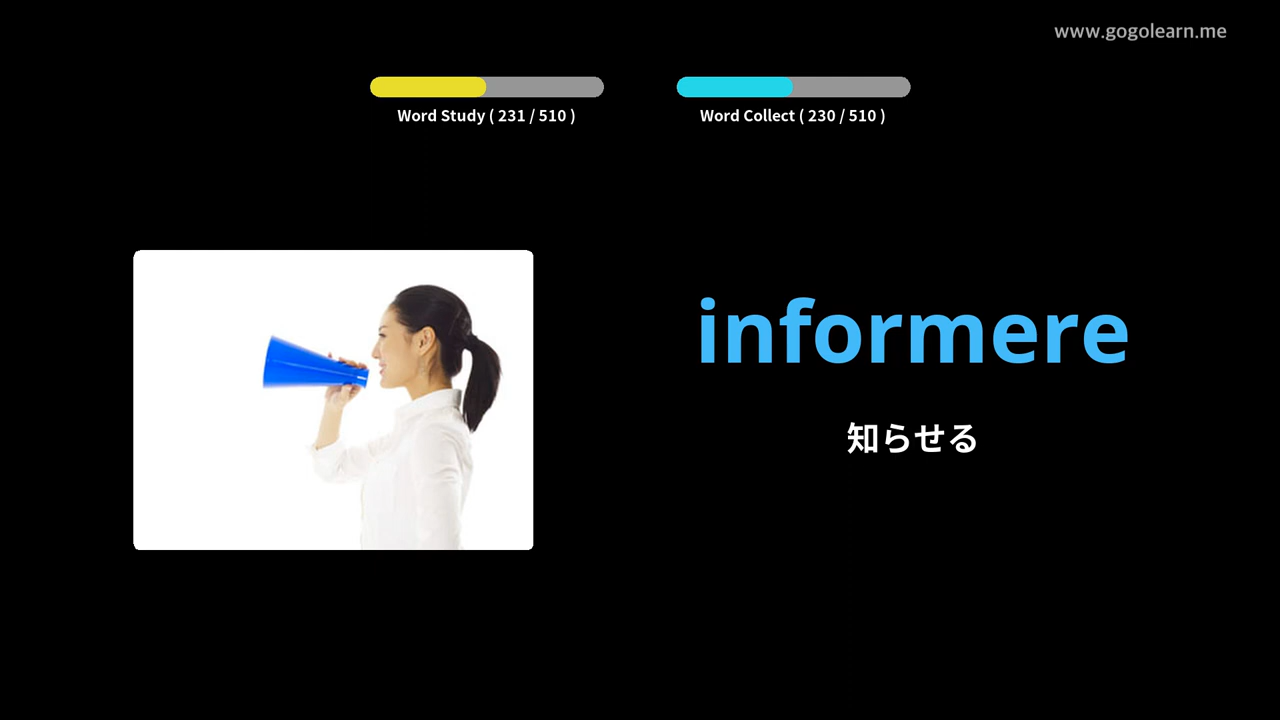 www.gogolearn.me
Word Study ( 231 / 510 )
Word Collect ( 230 / 510 )
informere
知らせる